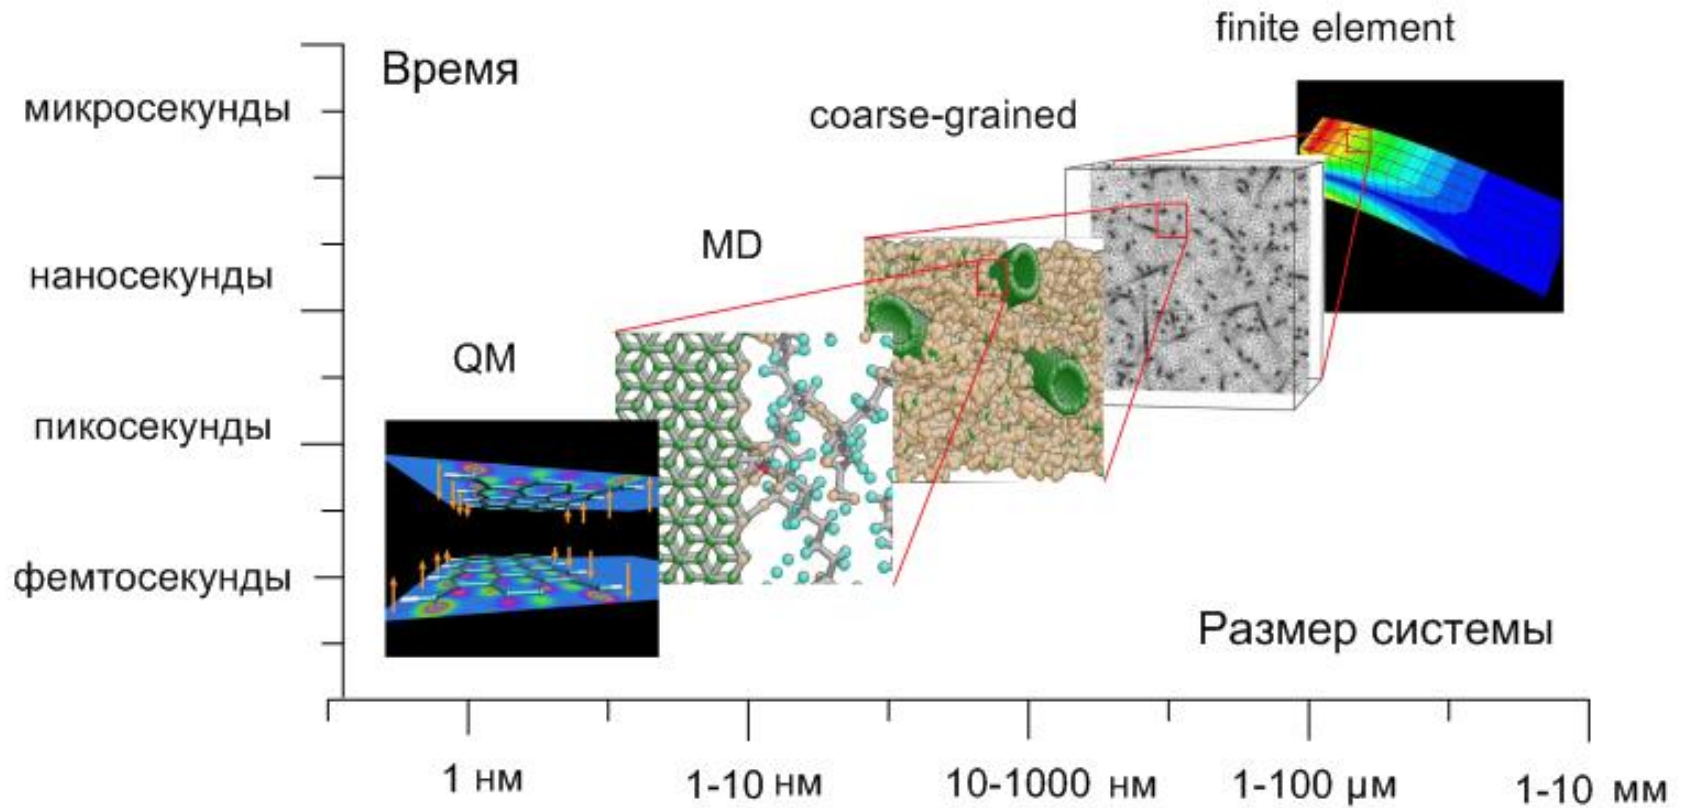 finite element
Время
микросекунды
coarse-grained
MD
наносекунды
QM
пикосекунды
фемтосекунды
Размер системы
1 нм
1-10 нм
10-1000 нм
1-100 μм
1-10 мм